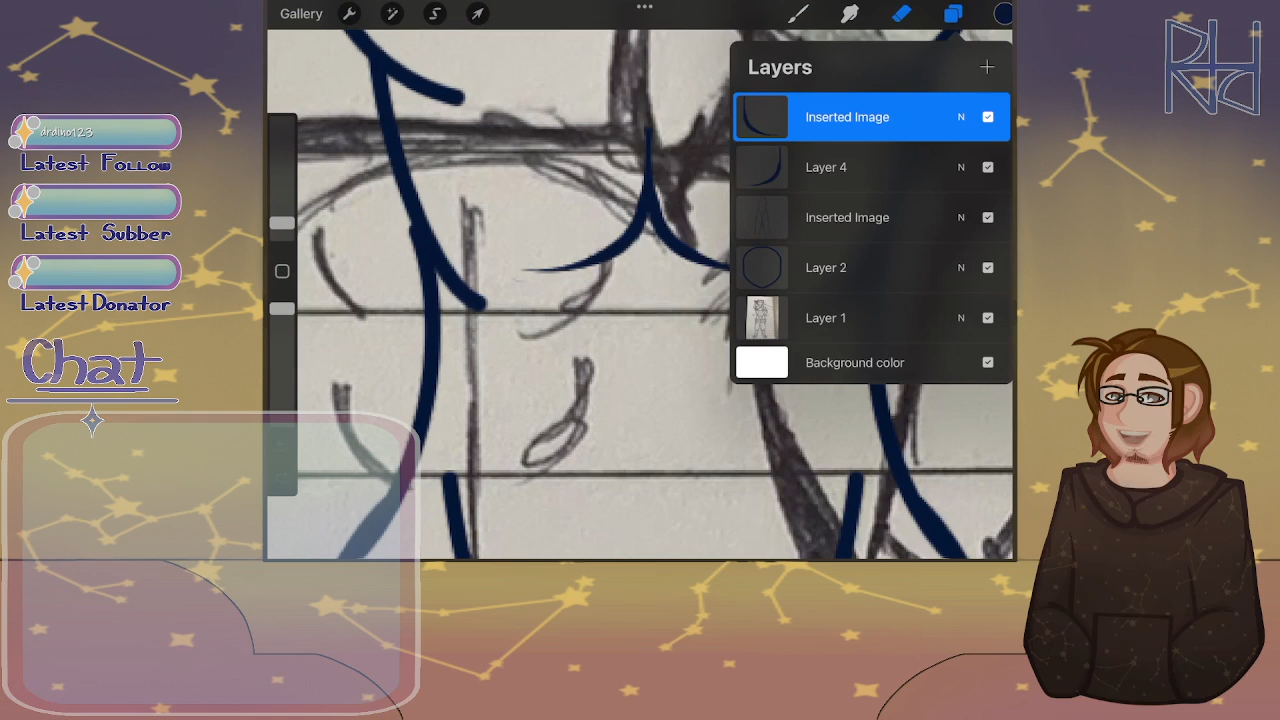 Gallery
Layers
Inserted Image N
Layer 4 N
Inserted Image N
Layer 2 N
Layer 1 N
Background color
drdino123
Latest Follow
Latest Subber
Latest Donator
Chat